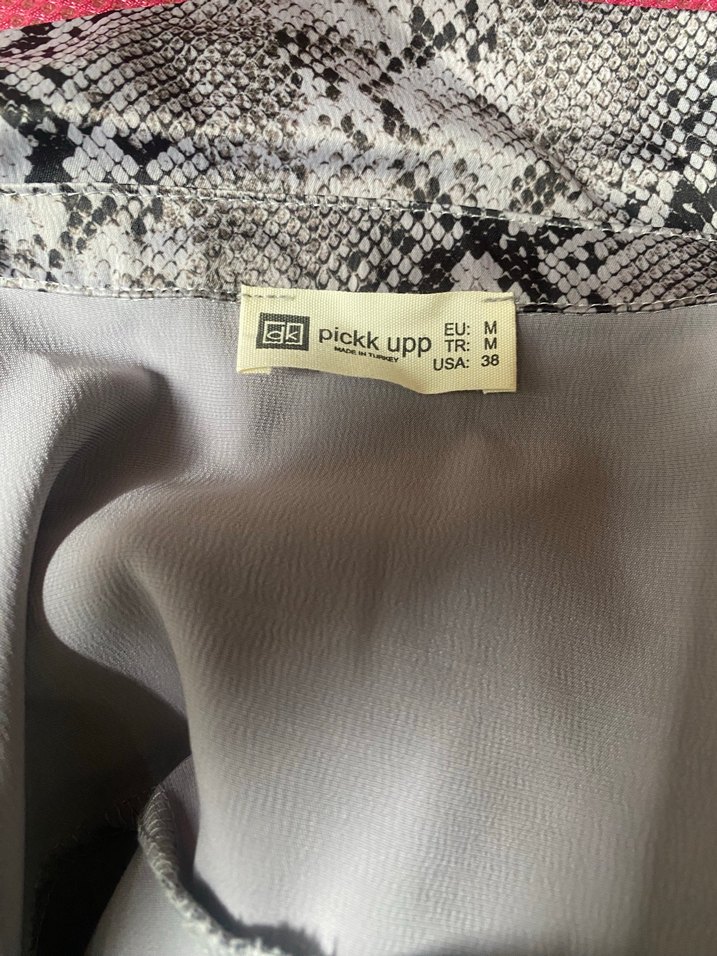 pickk upp
MADE IN TURKEY
EU: M
TR: M
USA: 38